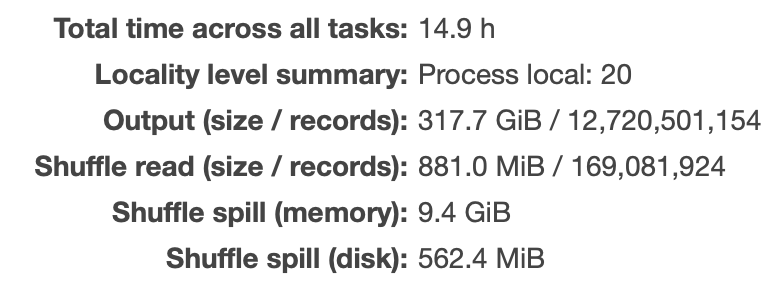 Total time across all tasks: 14.9 h
Locality level summary: Process local: 20
Output (size / records): 317.7 GiB / 12,720,501,154
Shuffle read (size / records): 881.0 MiB / 169,081,924
Shuffle spill (memory): 9.4 GiB
Shuffle spill (disk): 562.4 MiB